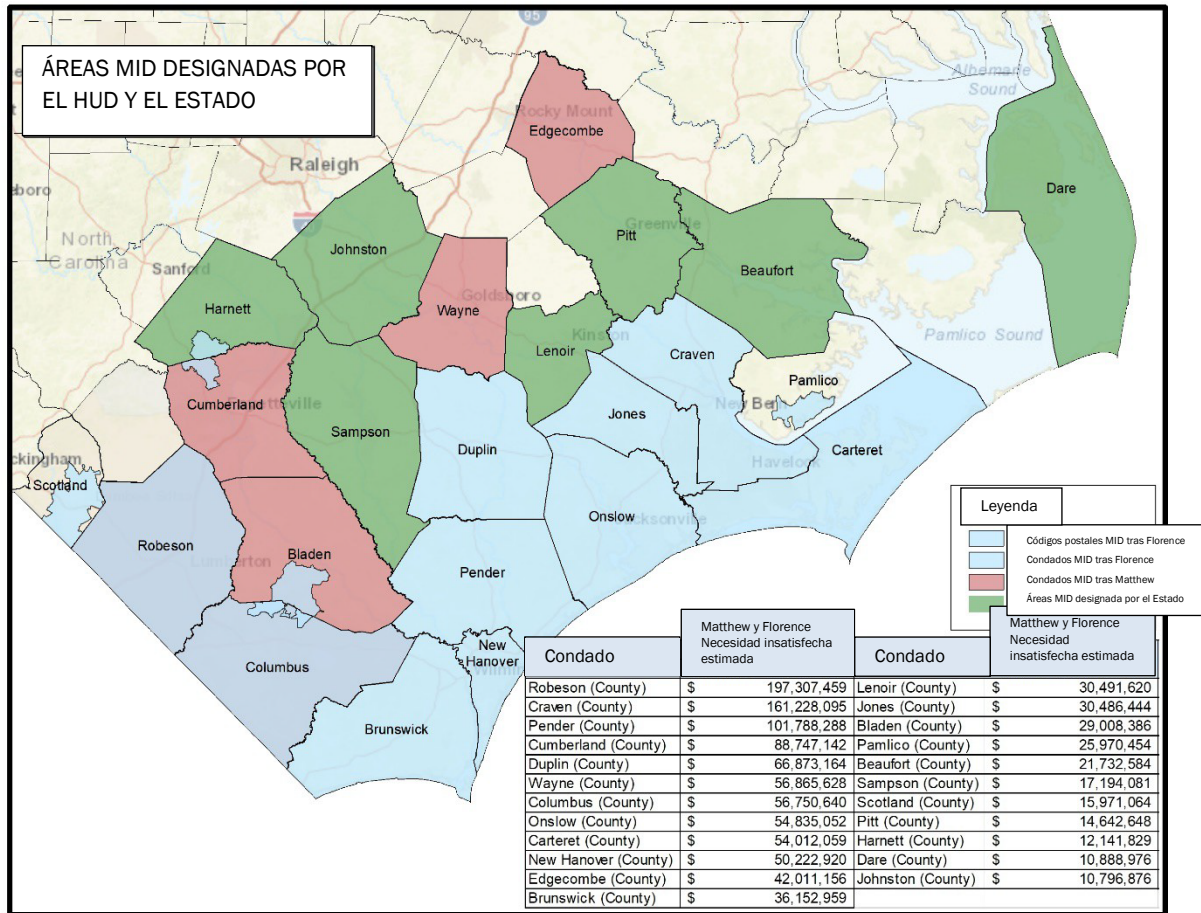 95
ÁREAS MID DESIGNADAS POR
EL HUD Y EL ESTADO
Albemarle
Sound
Rocky Mount
Edgecombe
Raleigh
eboro
Dare
Greenville
Pitt
North
Carolina
Johnston
Sanford
Beaufort
Goldsboro
Harnett
Wayne
Kinston
Pamlico Sound
Lenoir
Craven
Pamlico
Cumberland
New Bern
Jones
Sampson
Duplin
Carteret
ckingham
Havelock
Scotland
Onslow
Jacksonville
Robeson
Bladen
Lumberton
Pender
New
Hanover
Columbus
Brunswick
Leyenda
Códigos postales MID tras Florence
Condados MID tras Florence
Condados MID tras Matthew
Áreas MID designada por el Estado
Condado Matthew y Florence
Necesidad insatisfecha
estimada
Condado Matthew y Florence
Necesidad
insatisfecha estimada
Robeson (County) $ 197,307,459 Lenoir (County) $ 30,491,620
Craven (County) $ 161,228,095 Jones (County) $ 30,486,444
Pender (County) $ 101,788,288 Bladen (County) $ 29,008,386
Cumberland (County) $ 88,747,142 Pamlico (County) $ 25,970,454
Duplin (County) $ 66,873,164 Beaufort (County) $ 21,732,584
Wayne (County) $ 56,865,628 Sampson (County) $ 17,194,081
Columbus (County) $ 56,750,640 Scotland (County) $ 15,971,064
Onslow (County) $ 54,835,052 Pitt (County) $ 14,642,648
Carteret (County) $ 54,012,059 Harnett (County) $ 12,141,829
New Hanover (County) $ 50,222,920 Dare (County) $ 10,888,976
Edgecombe (County) $ 42,011,156 Johnston (County) $ 10,796,876
Brunswick (County) $ 36,152,959